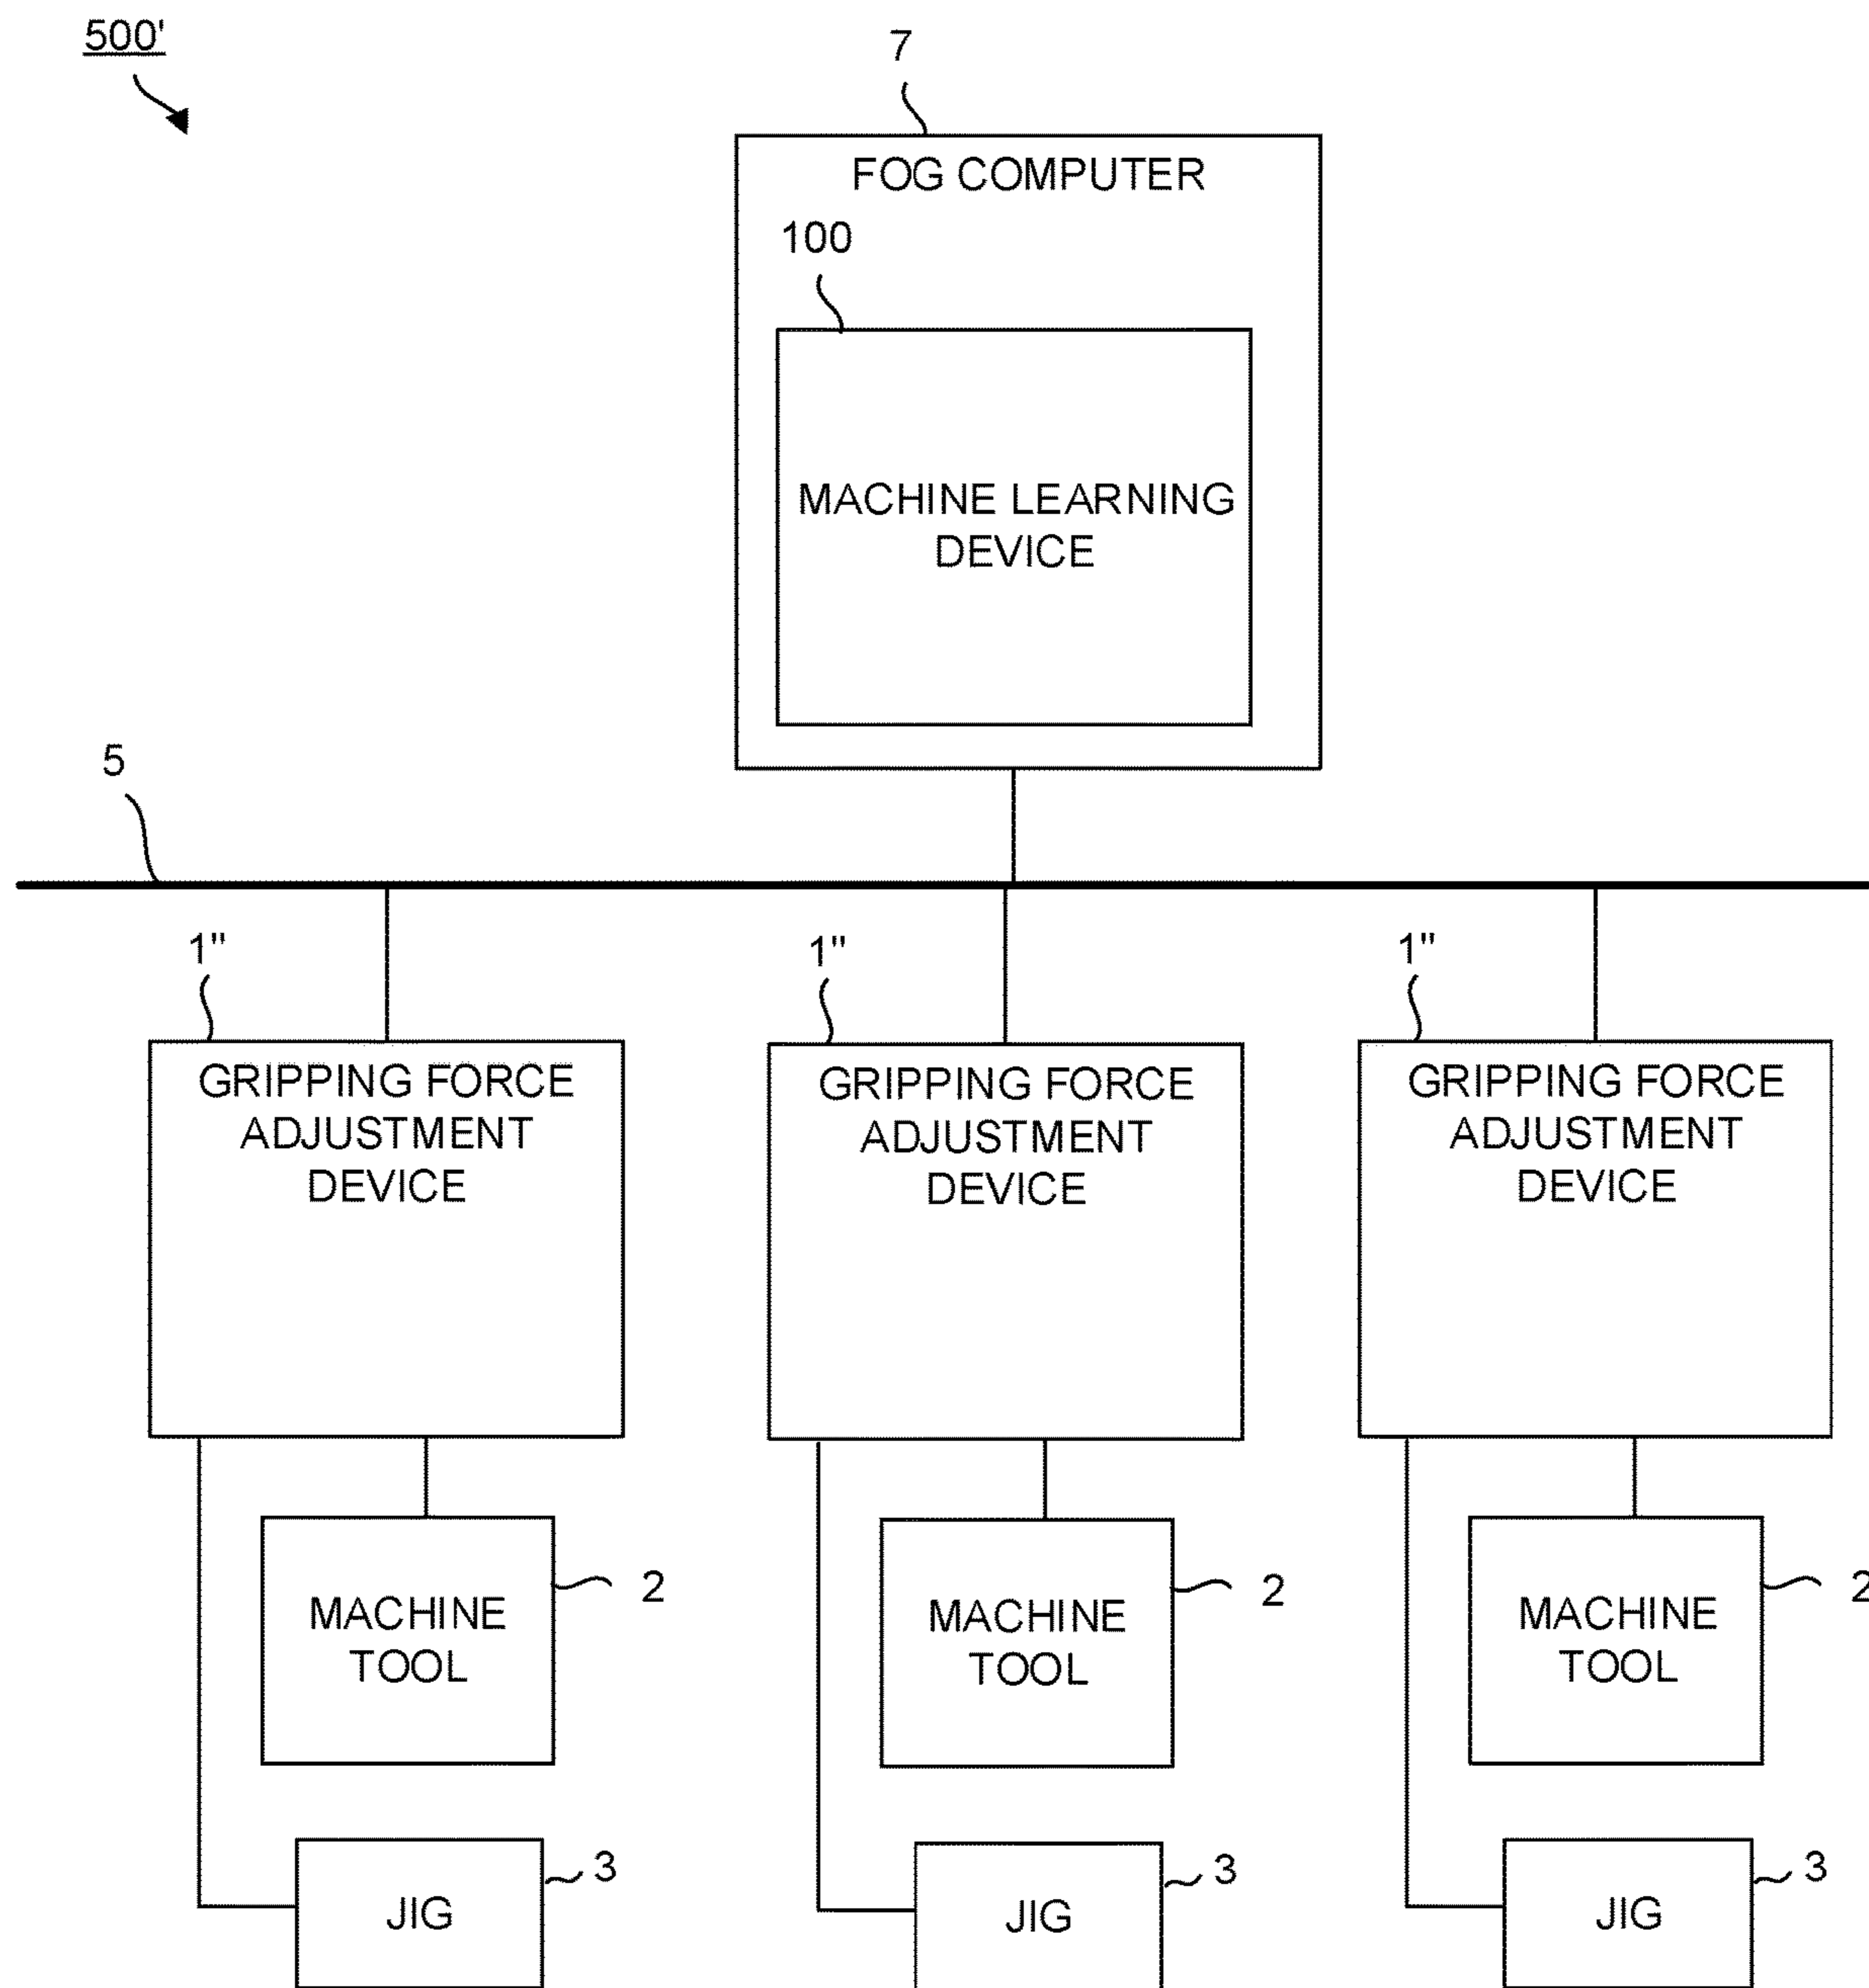 500'
7
FOG COMPUTER
100
MACHINE LEARNING
DEVICE
5
1"
1"
1"
GRIPPING FORCE
ADJUSTMENT
DEVICE
GRIPPING FORCE
ADJUSTMENT
DEVICE
GRIPPING FORCE
ADJUSTMENT
DEVICE
MACHINE
TOOL
2
MACHINE
TOOL
2
MACHINE
TOOL
2
JIG
3
JIG
3
JIG
3